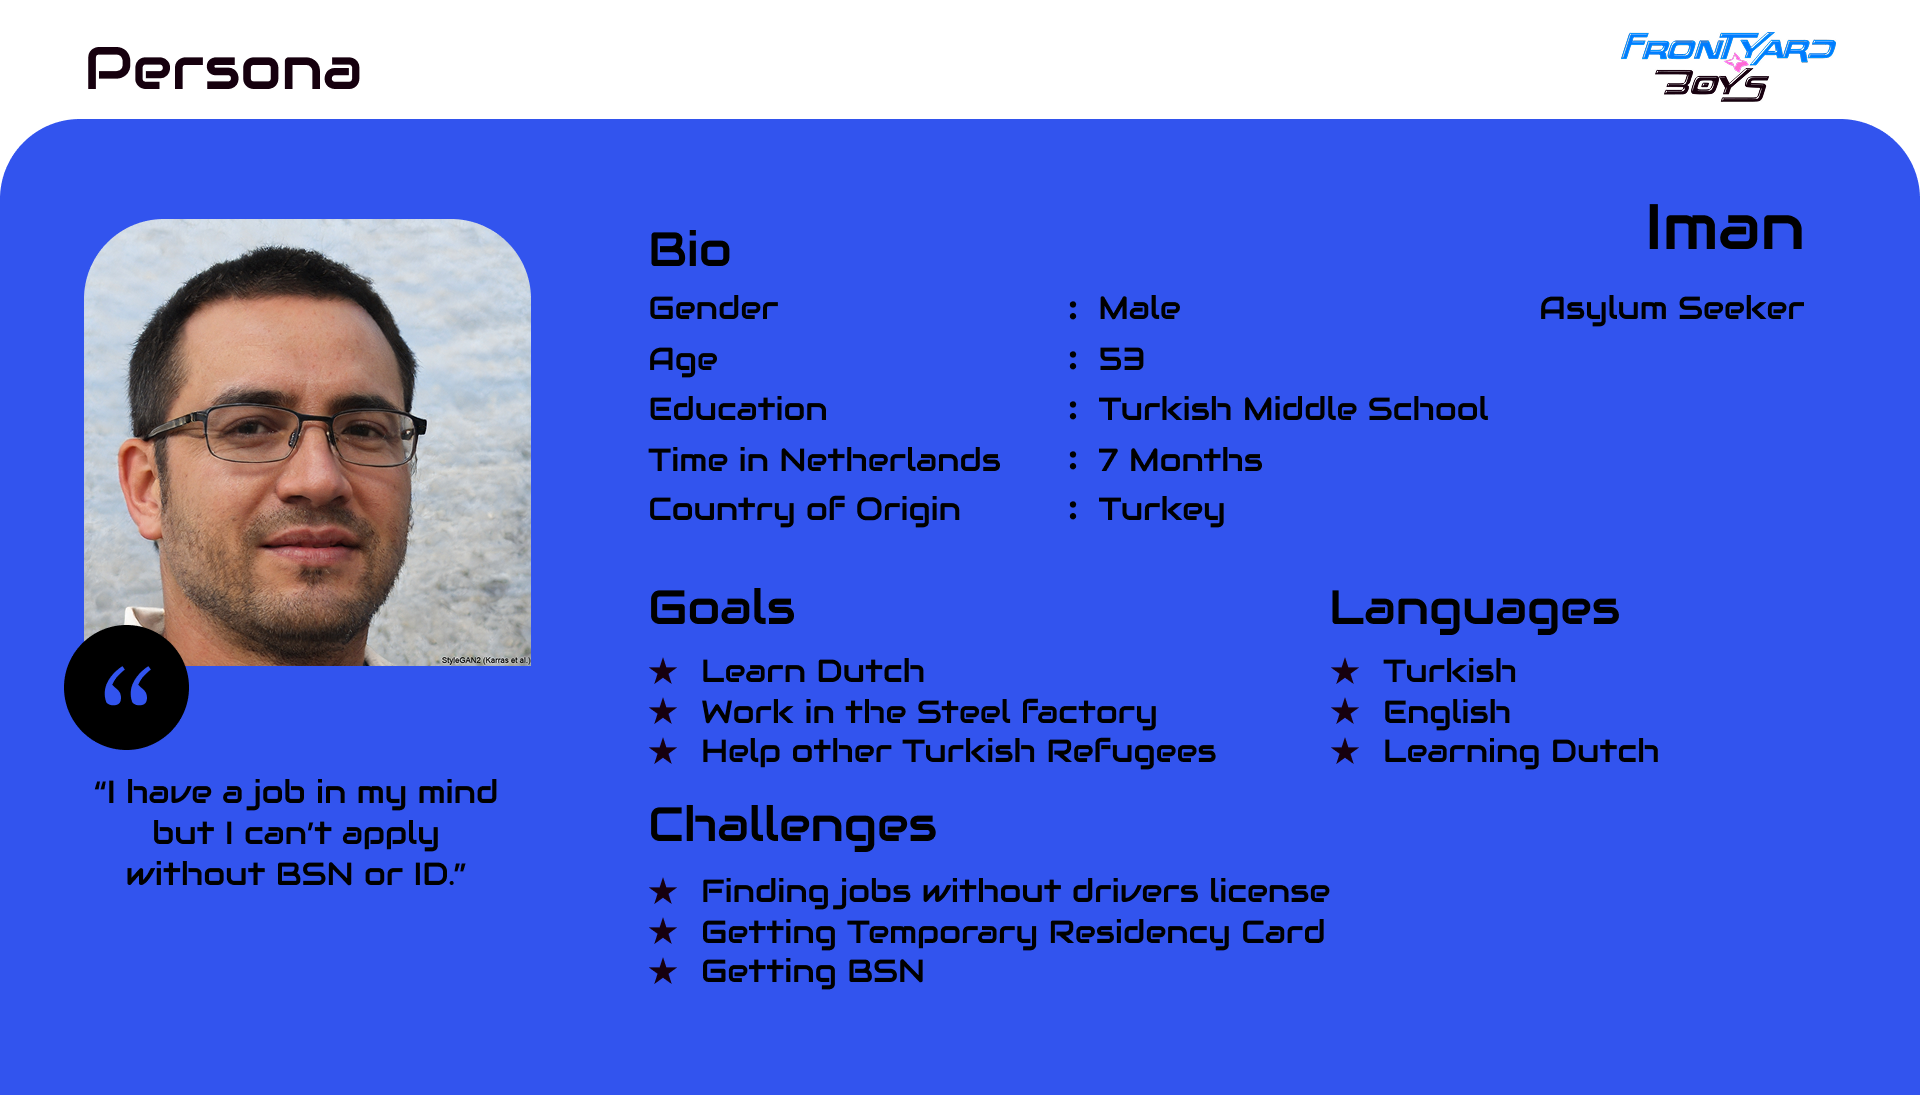 Persona
FRONTYARD
BOYS
Iman
Asylum Seeker
Bio
Gender : Male
Age : 53
Education : Turkish Middle School
Time in Netherlands : 7 Months
Country of Origin : Turkey
StyleGAN2 (Karras et al.)
“
“I have a job in my mind
but I can’t apply
without BSN or ID.”
Goals
★ Learn Dutch
★ Work in the Steel factory
★ Help other Turkish Refugees
Languages
★ Turkish
★ English
★ Learning Dutch
Challenges
★ Finding jobs without drivers license
★ Getting Temporary Residency Card
★ Getting BSN